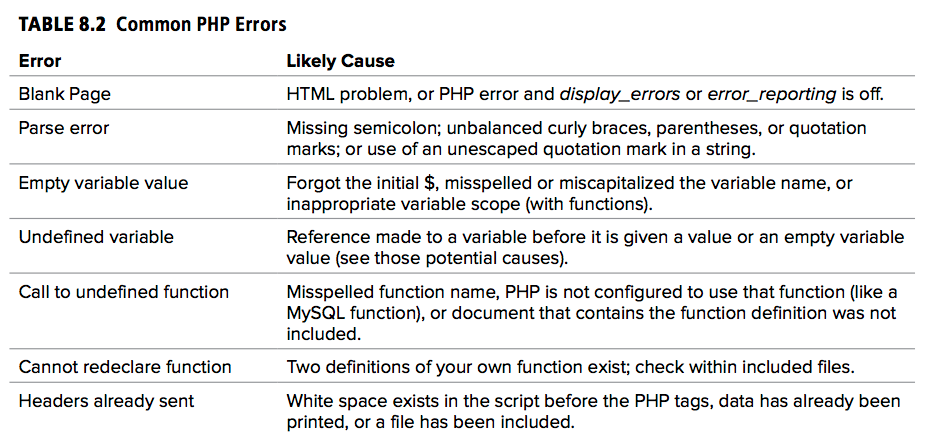 TABLE 8.2 Common PHP Errors
Error Likely Cause
Blank Page HTML problem, or PHP error and display_errors or error_reporting is off.
Parse error Missing semicolon; unbalanced curly braces, parentheses, or quotation
marks; or use of an unescaped quotation mark in a string.
Empty variable value Forgot the initial $, misspelled or miscapitalized the variable name, or
inappropriate variable scope (with functions).
Undefined variable Reference made to a variable before it is given a value or an empty variable
value (see those potential causes).
Call to undefined function Misspelled function name, PHP is not configured to use that function (like a
MySQL function), or document that contains the function definition was not
included.
Cannot redeclare function Two definitions of your own function exist; check within included files.
Headers already sent White space exists in the script before the PHP tags, data has already been
printed, or a file has been included.